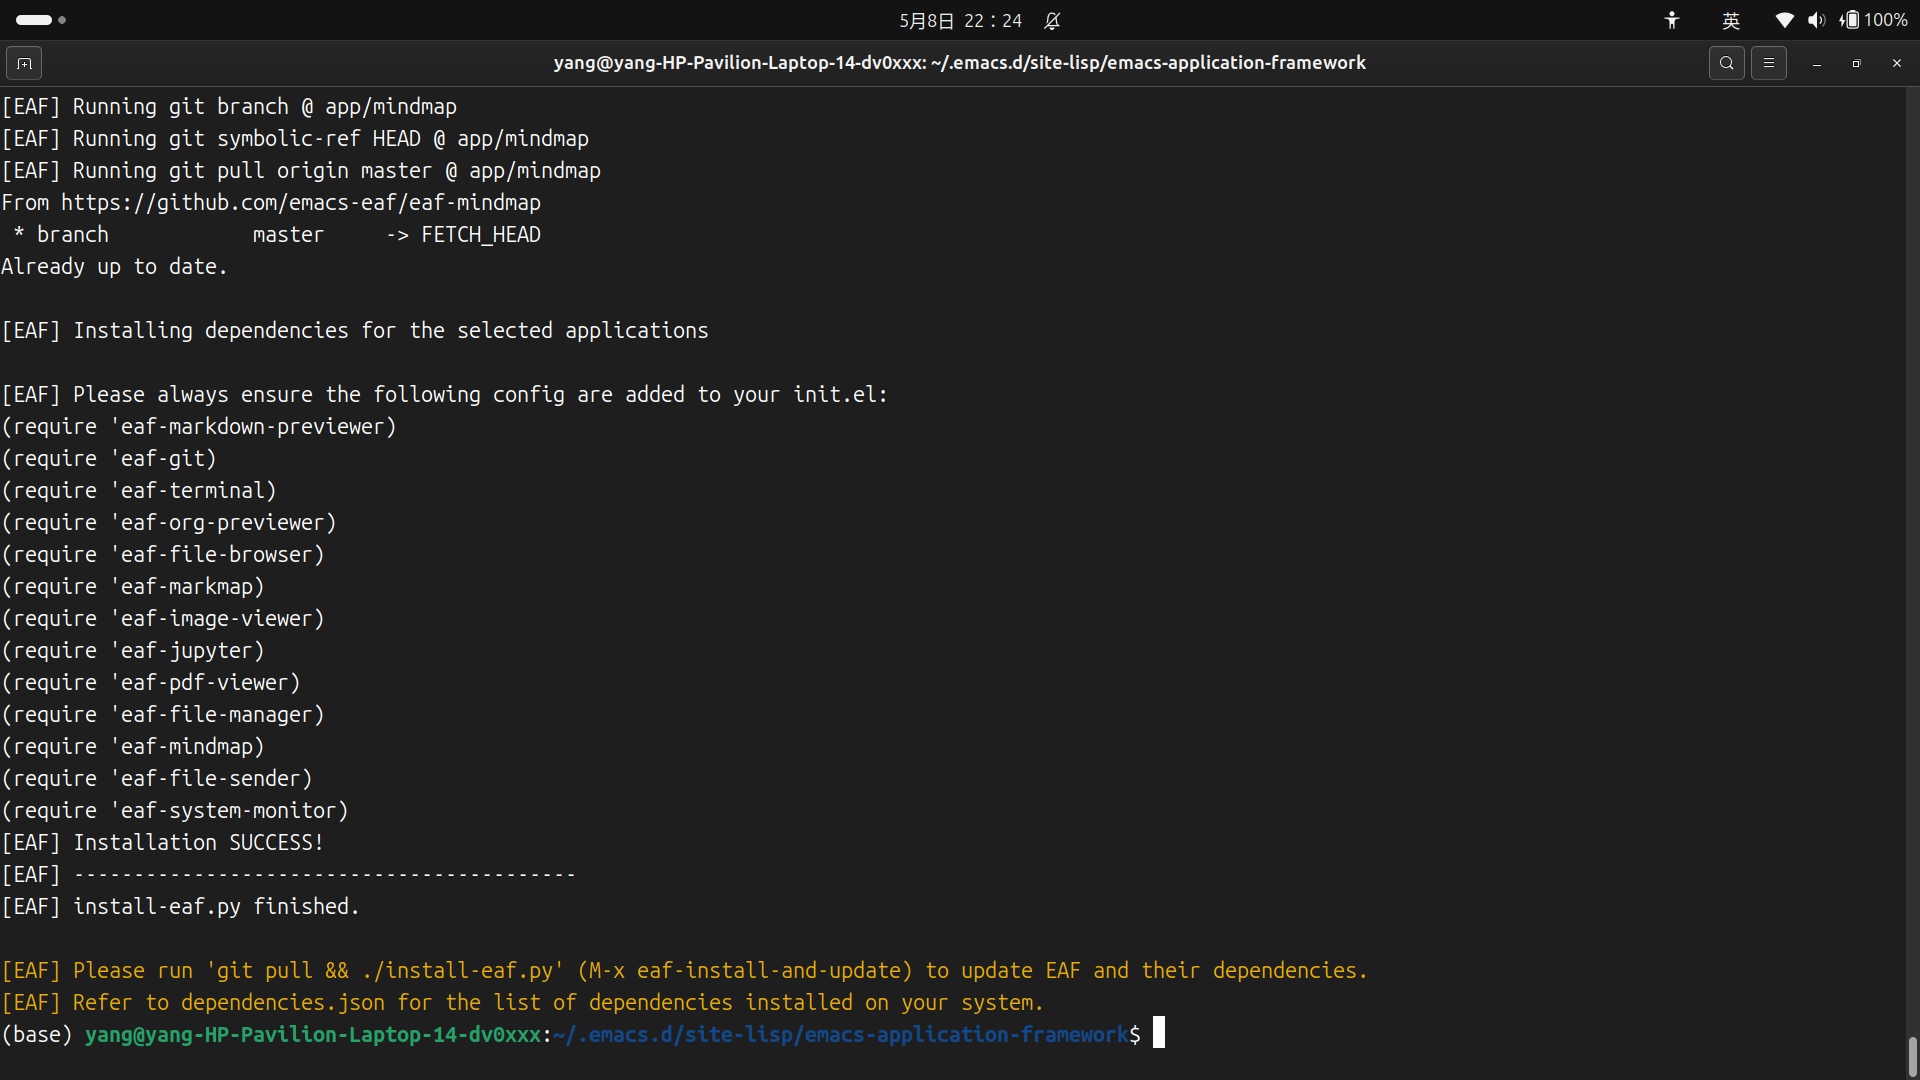 5月8日 22：24
英
100%
yang@yang-HP-Pavilion-Laptop-14-dv0xxx: ~/.emacs.d/site-lisp/emacs-application-framework
[EAF] Running git branch @ app/mindmap
[EAF] Running git symbolic-ref HEAD @ app/mindmap
[EAF] Running git pull origin master @ app/mindmap
From https://github.com/emacs-eaf/eaf-mindmap
 * branch            master     -> FETCH_HEAD
Already up to date.
[EAF] Installing dependencies for the selected applications
[EAF] Please always ensure the following config are added to your init.el:
(require 'eaf-markdown-previewer)
(require 'eaf-git)
(require 'eaf-terminal)
(require 'eaf-org-previewer)
(require 'eaf-file-browser)
(require 'eaf-markmap)
(require 'eaf-image-viewer)
(require 'eaf-jupyter)
(require 'eaf-pdf-viewer)
(require 'eaf-file-manager)
(require 'eaf-mindmap)
(require 'eaf-file-sender)
(require 'eaf-system-monitor)
[EAF] Installation SUCCESS!
[EAF] ------------------------------------------
[EAF] install-eaf.py finished.
[EAF] Please run 'git pull && ./install-eaf.py' (M-x eaf-install-and-update) to update EAF and their dependencies.
[EAF] Refer to dependencies.json for the list of dependencies installed on your system.
(base) yang@yang-HP-Pavilion-Laptop-14-dv0xxx:~/.emacs.d/site-lisp/emacs-application-framework$